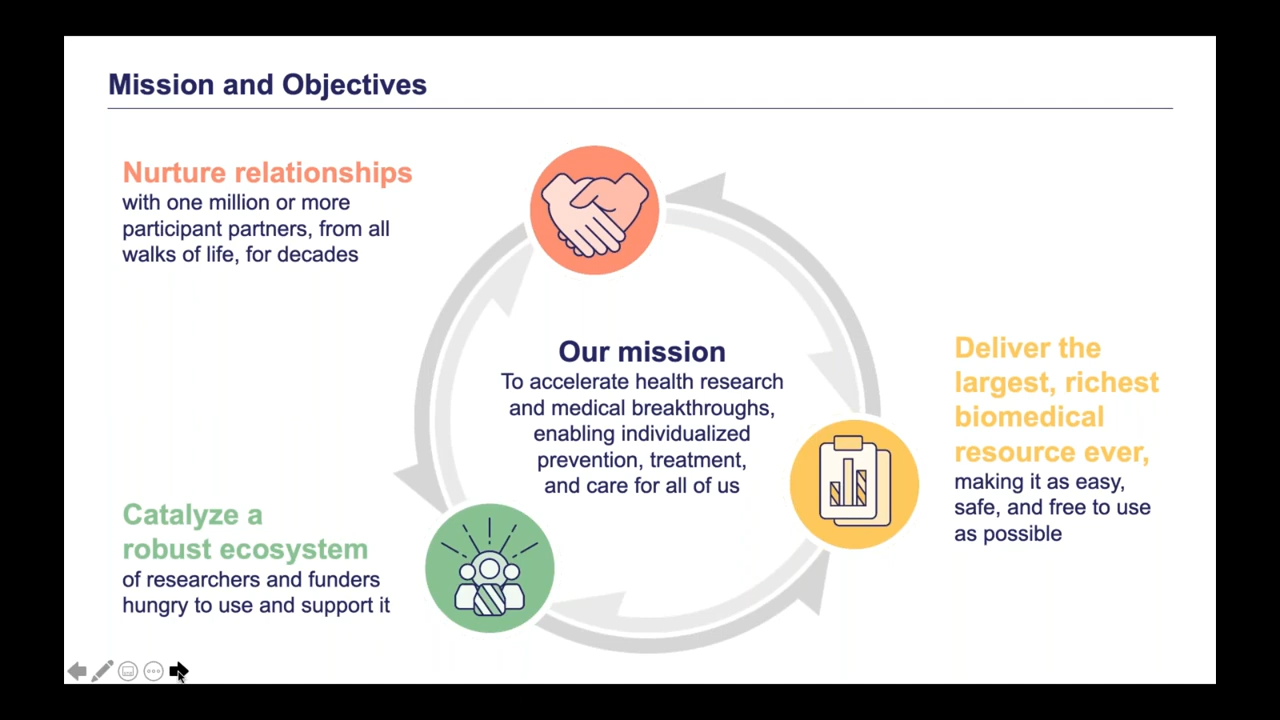 Mission and Objectives
Nurture relationships
with one million or more
participant partners, from all
walks of life, for decades
Our mission
To accelerate health research
and medical breakthroughs,
enabling individualized
prevention, treatment,
and care for all of us
Deliver the
largest, richest
biomedical
resource ever,
making it as easy,
safe, and free to use
as possible
Catalyze a
robust ecosystem
of researchers and funders
hungry to use and support it